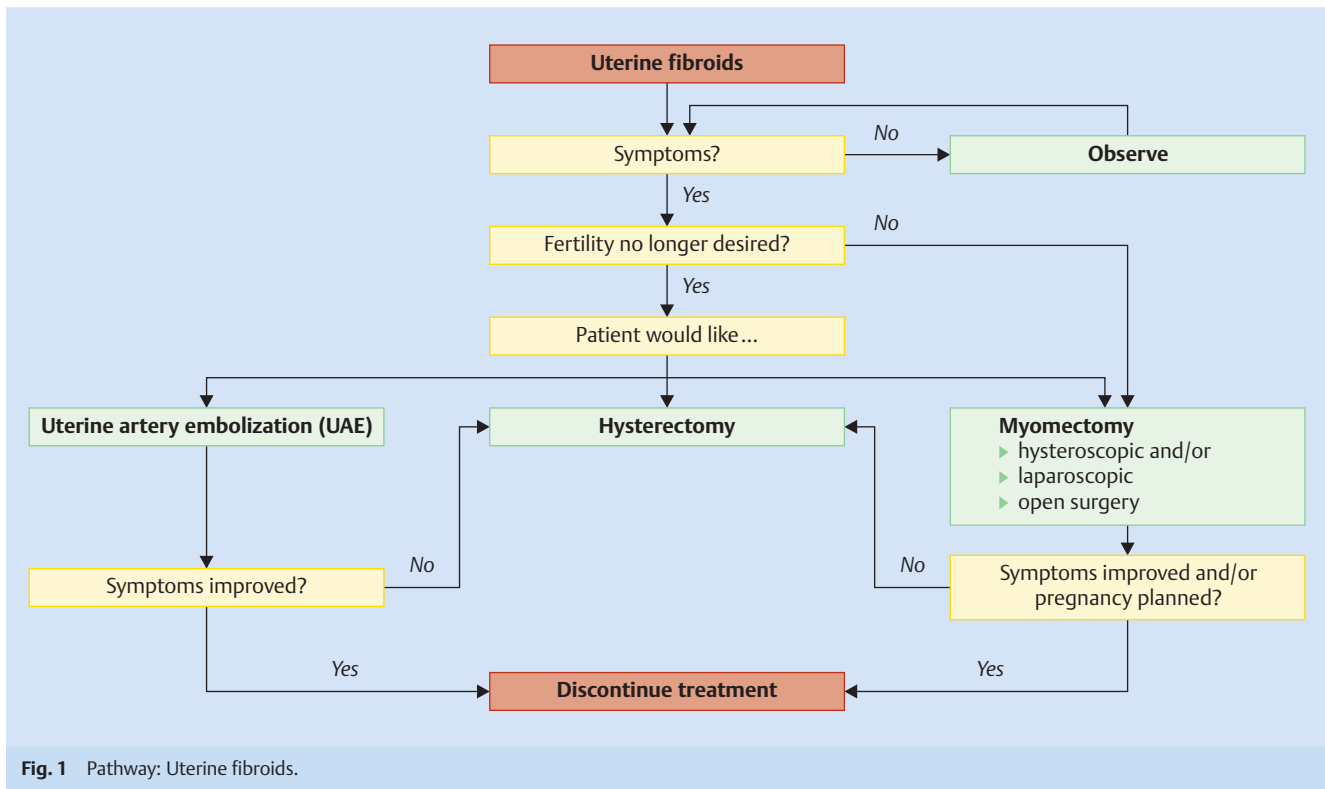 Uterine fibroids
No
Symptoms?
Observe
Yes
No
Fertility no longer desired?
Yes
Patient would like …
Uterine artery embolization (UAE)
Hysterectomy
Myomectomy
▶ hysteroscopic and/or
▶ laparoscopic
▶ open surgery
No
No
Symptoms improved?
Symptoms improved and/or
pregnancy planned?
Yes
Yes
Discontinue treatment
Fig. 1 Pathway: Uterine fibroids.